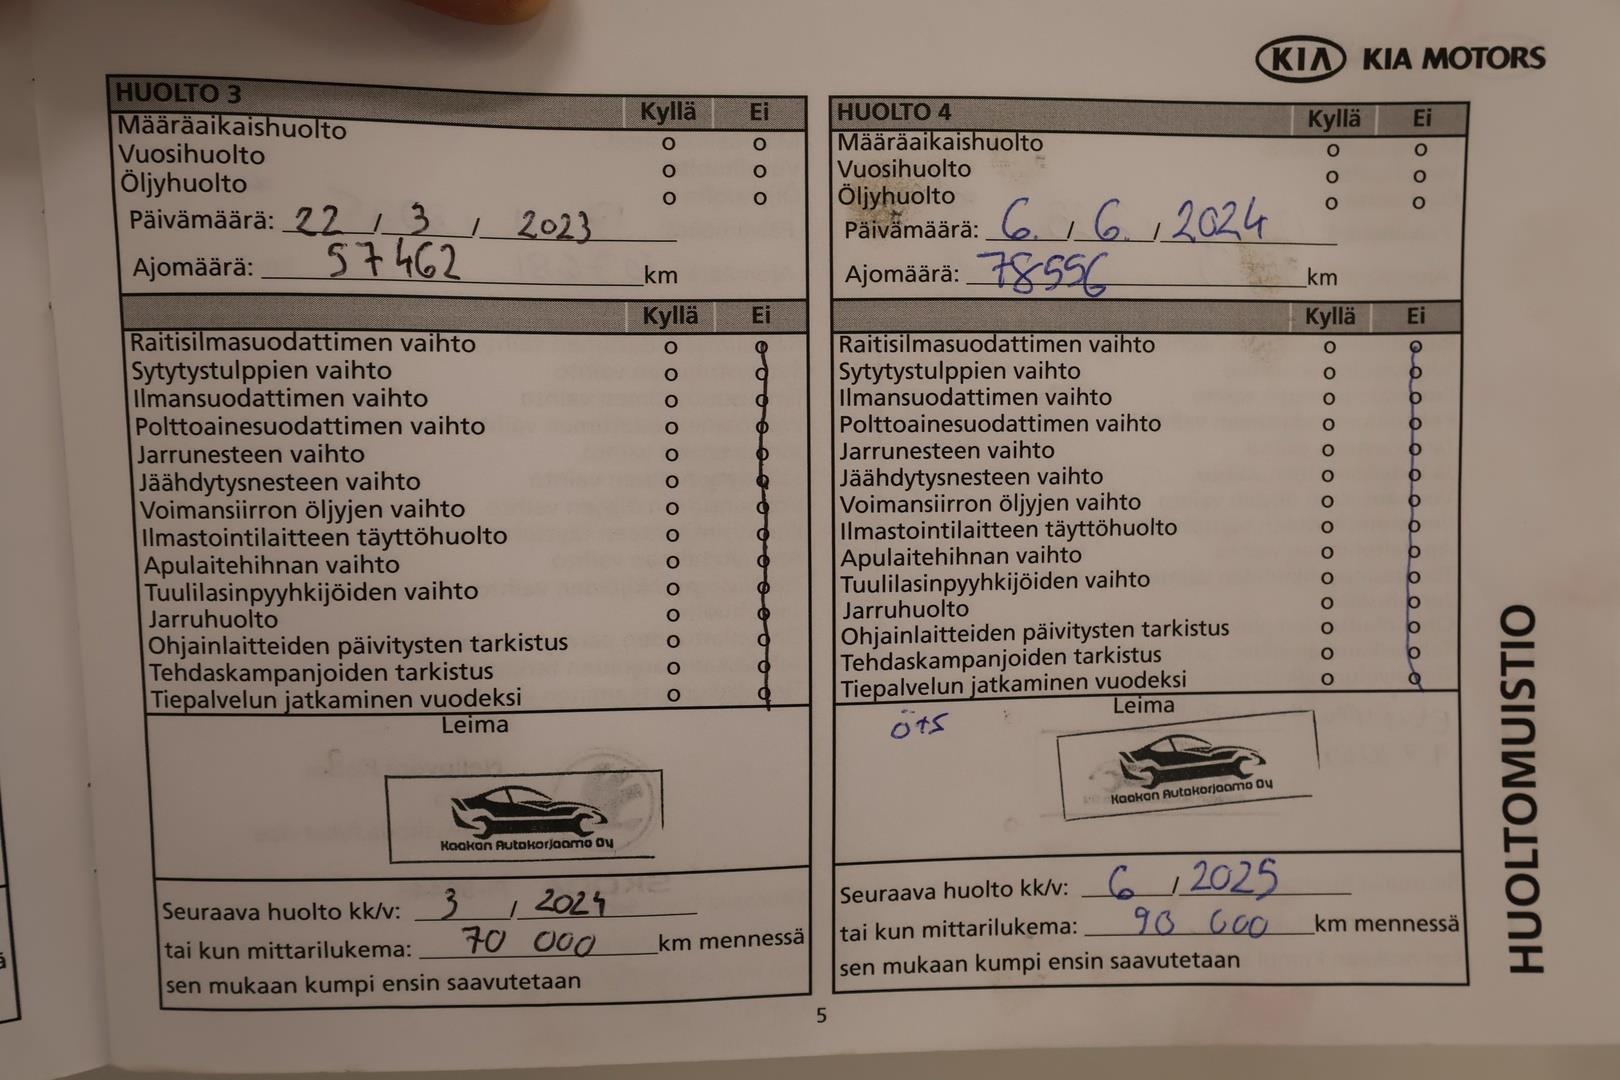 KIA KIA MOTORS
HUOLTO 3 Kyllä Ei
Määräaikaishuolto o o
Vuosihuolto o o
Öljyhuolto o o
Päivämäärä: 22 / 3 / 2023
Ajomäärä: 57462 km
Kyllä Ei
Raitisilmasuodattimen vaihto o o
Sytytystulppien vaihto o o
Ilmansuodattimen vaihto o o
Polttoainesuodattimen vaihto o o
Jarrunesteen vaihto o o
Jäähdytysnesteen vaihto o o
Voimansiirron öljyjen vaihto o o
Ilmastointilaitteen täyttöhuolto o o
Apulaitehihnan vaihto o o
Tuulilasinpyyhkijöiden vaihto o o
Jarruhuolto o o
Ohjainlaitteiden päivitysten tarkistus o o
Tehdaskampanjoiden tarkistus o o
Tiepalvelun jatkaminen vuodeksi o o
Leima
Kaakon Autokorjaamo Oy
Seuraava huolto kk/v: 3 / 2024
tai kun mittarilukema: 70 000 km mennessä
sen mukaan kumpi ensin saavutetaan
HUOLTO 4 Kyllä Ei
Määräaikaishuolto o o
Vuosihuolto o o
Öljyhuolto o o
Päivämäärä: 6. / 6. / 2024
Ajomäärä: 78556 km
Kyllä Ei
Raitisilmasuodattimen vaihto o o
Sytytystulppien vaihto o o
Ilmansuodattimen vaihto o o
Polttoainesuodattimen vaihto o o
Jarrunesteen vaihto o o
Jäähdytysnesteen vaihto o o
Voimansiirron öljyjen vaihto o o
Ilmastointilaitteen täyttöhuolto o o
Apulaitehihnan vaihto o o
Tuulilasinpyyhkijöiden vaihto o o
Jarruhuolto o o
Ohjainlaitteiden päivitysten tarkistus o o
Tehdaskampanjoiden tarkistus o o
Tiepalvelun jatkaminen vuodeksi o o
Leima
ö+s
Kaakon Autokorjaamo Oy
Seuraava huolto kk/v: 6 / 2025
tai kun mittarilukema: 90 000 km mennessä
sen mukaan kumpi ensin saavutetaan
HUOLTOMUISTIO
5